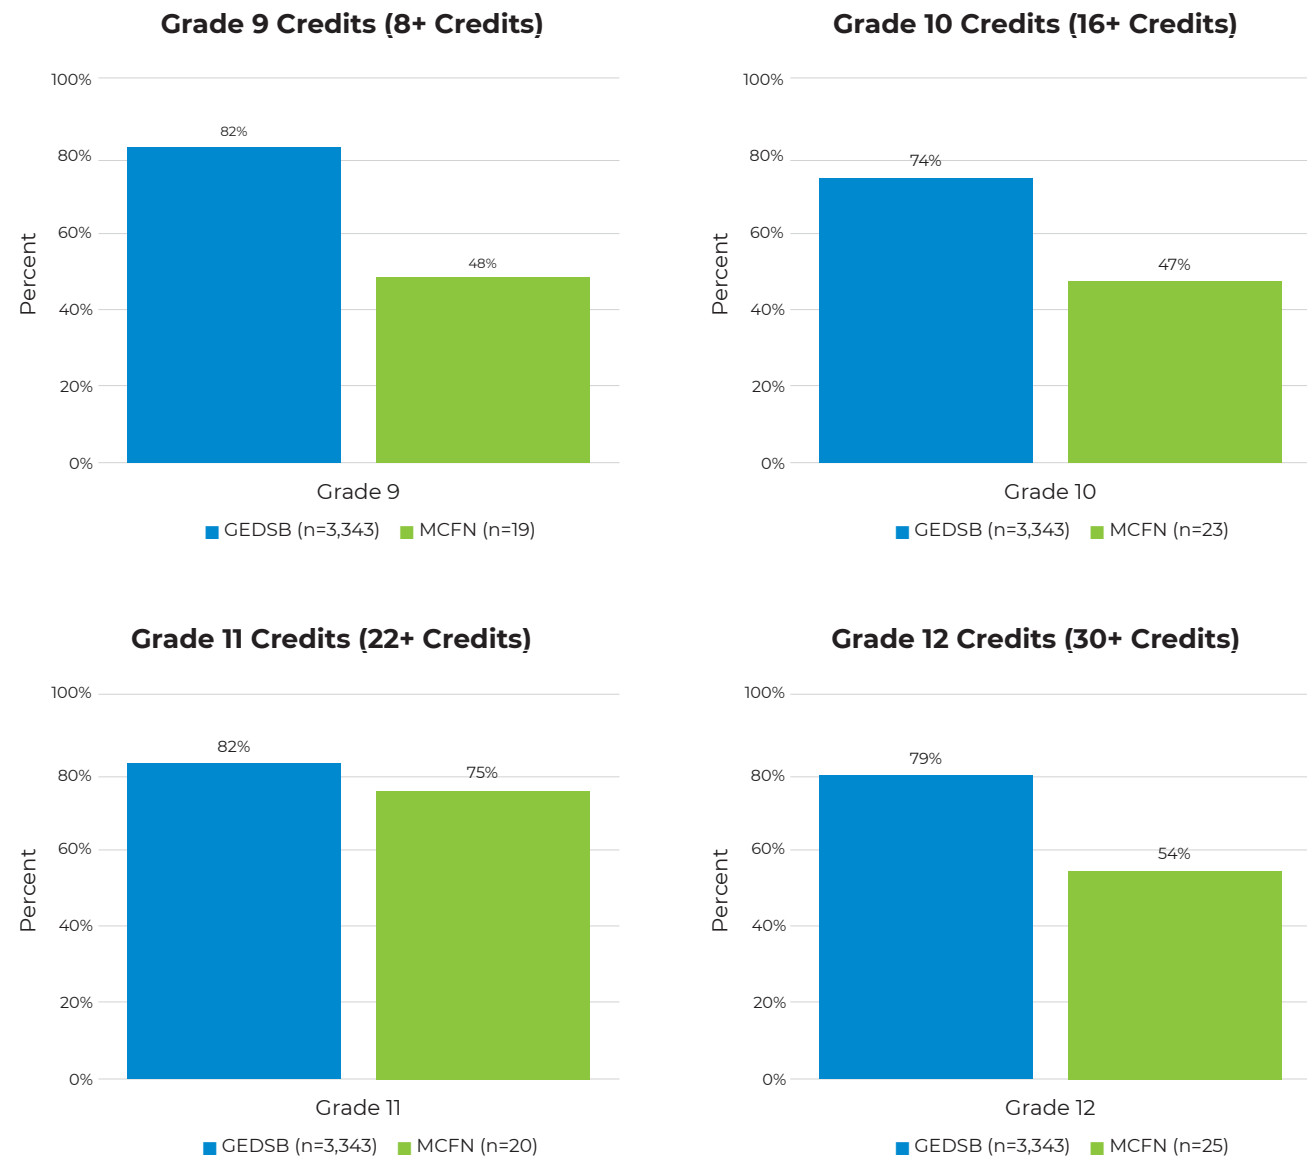 Grade 9 Credits (8+ Credits)
100%
80%
60%
40%
20%
0%
Percent
82%
48%
Grade 9
GEDSB (n=3,343) MCFN (n=19)
Grade 10 Credits (16+ Credits)
100%
80%
60%
40%
20%
0%
Percent
74%
47%
Grade 10
GEDSB (n=3,343) MCFN (n=23)
Grade 11 Credits (22+ Credits)
100%
80%
60%
40%
20%
0%
Percent
82%
75%
Grade 11
GEDSB (n=3,343) MCFN (n=20)
Grade 12 Credits (30+ Credits)
100%
80%
60%
40%
20%
0%
Percent
79%
54%
Grade 12
GEDSB (n=3,343) MCFN (n=25)